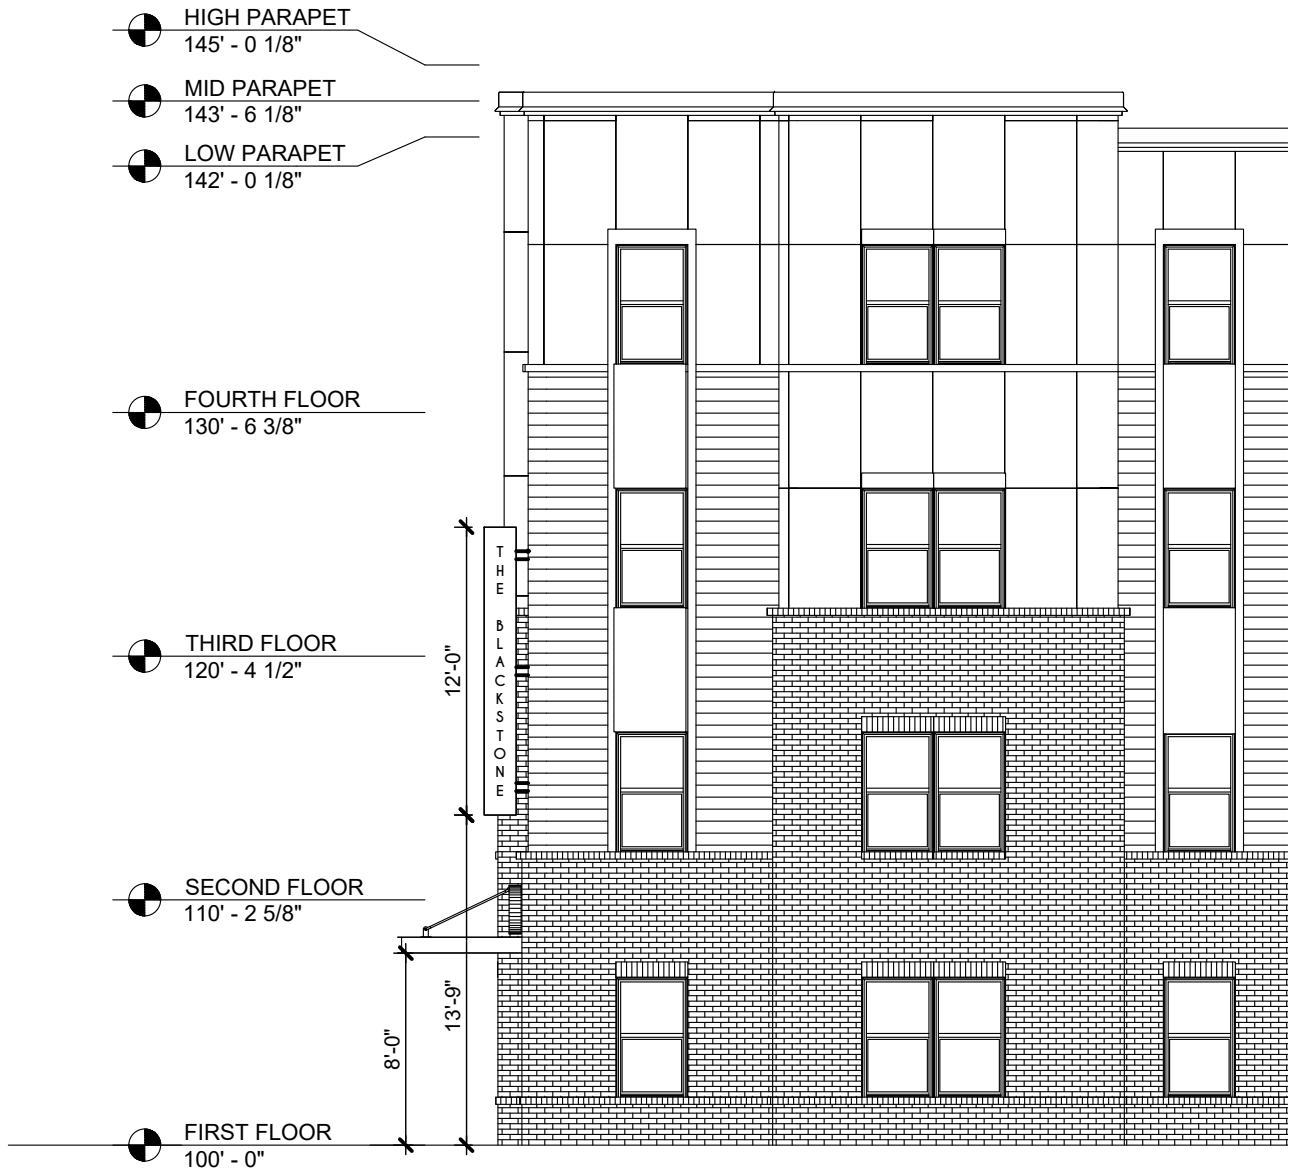 HIGH PARAPET
145' - 0 1/8"
MID PARAPET
143' - 6 1/8"
LOW PARAPET
142' - 0 1/8"
FOURTH FLOOR
130' - 6 3/8"
THE BLACKSTONE
12'-0"
THIRD FLOOR
120' - 4 1/2"
SECOND FLOOR
110' - 2 5/8"
13'-9"
8'-0"
FIRST FLOOR
100' - 0"